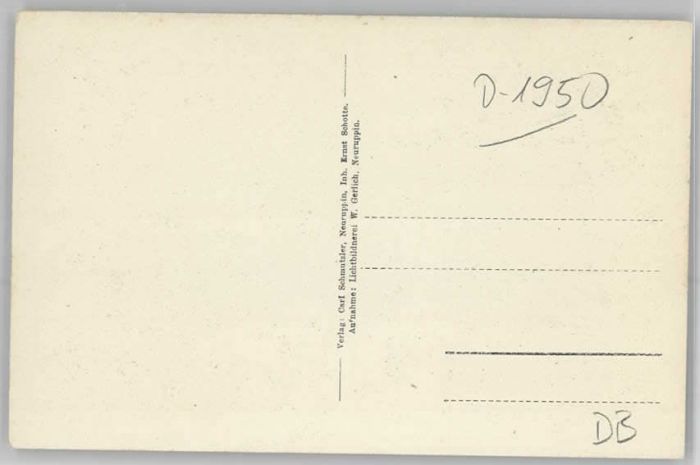 D-1950
Verlag: Carl Schmutzler, Neuruppin, Inh. Ernst Schotte.
Aufnahme: Lichtbildnerei W. Gerlich, Neuruppin.
DB